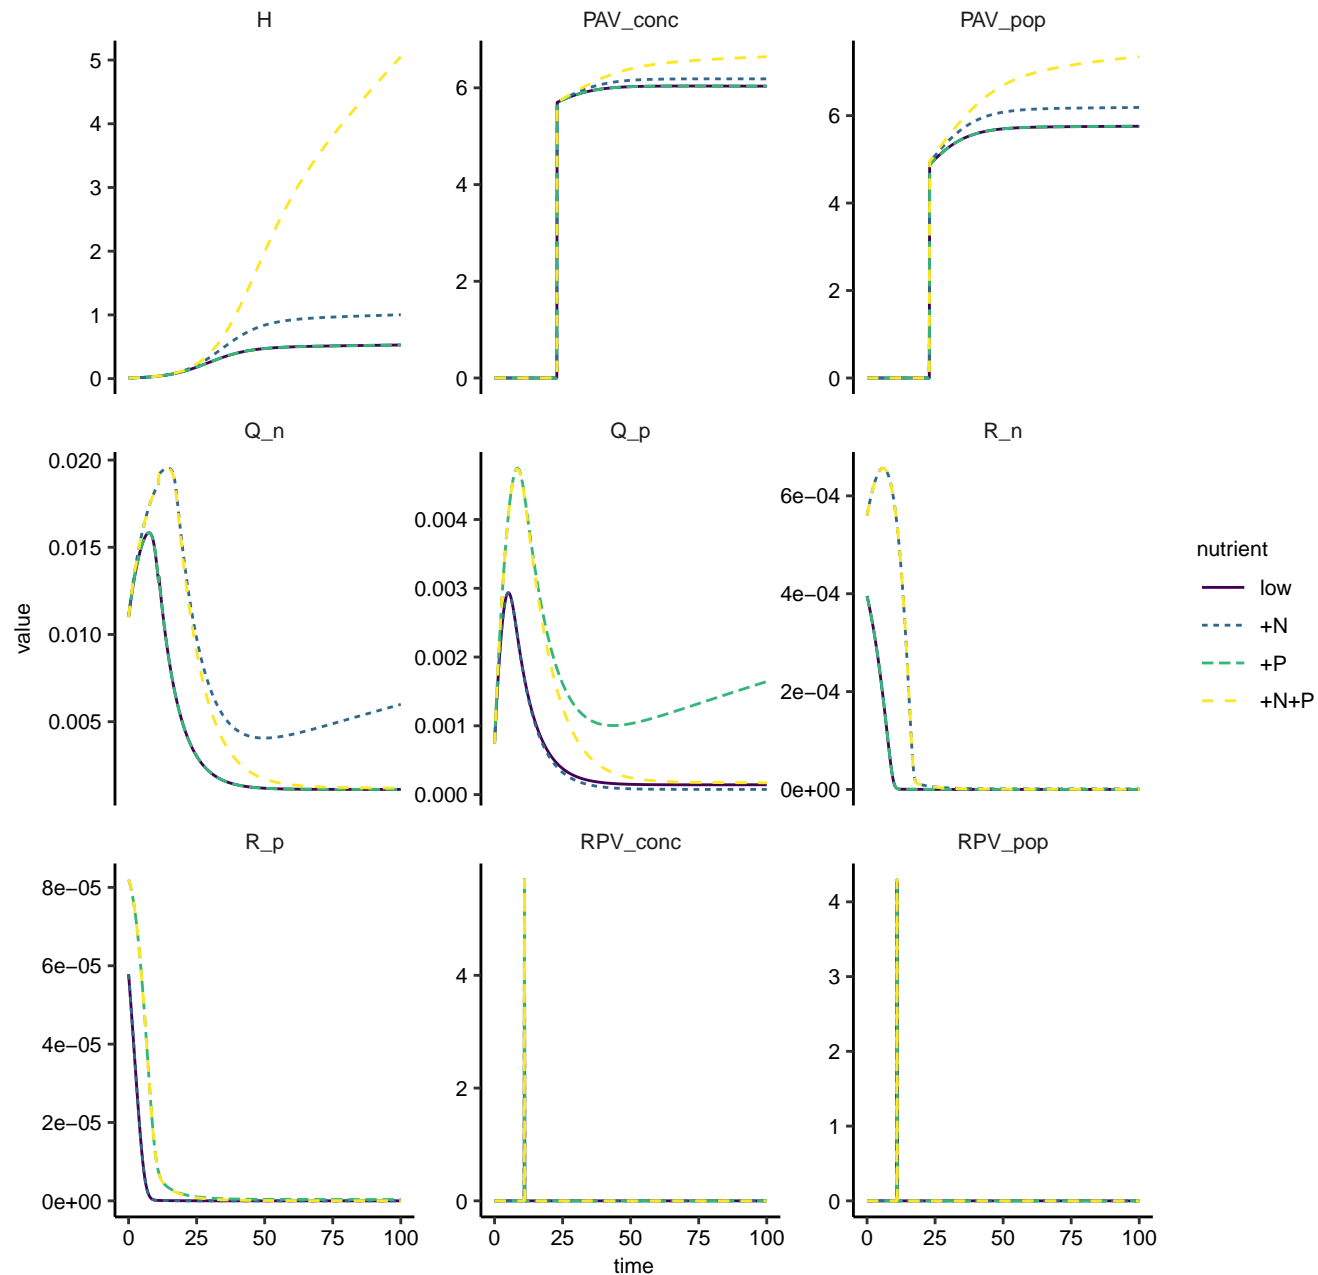 H PAV_conc PAV_pop
5
4
3
2
1
0
6
4
2
0
6
4
2
0
Q_n Q_p R_n
0.020
0.015
0.010
0.005
0.004
0.003
0.002
0.001
0.000
6e−04
4e−04
2e−04
0e+00
R_p RPV_conc RPV_pop
8e−05
6e−05
4e−05
2e−05
0e+00
4
2
0
4
3
2
1
0
0 25 50 75 100
0 25 50 75 100
0 25 50 75 100
time
value
nutrient
low
+N
+P
+N+P